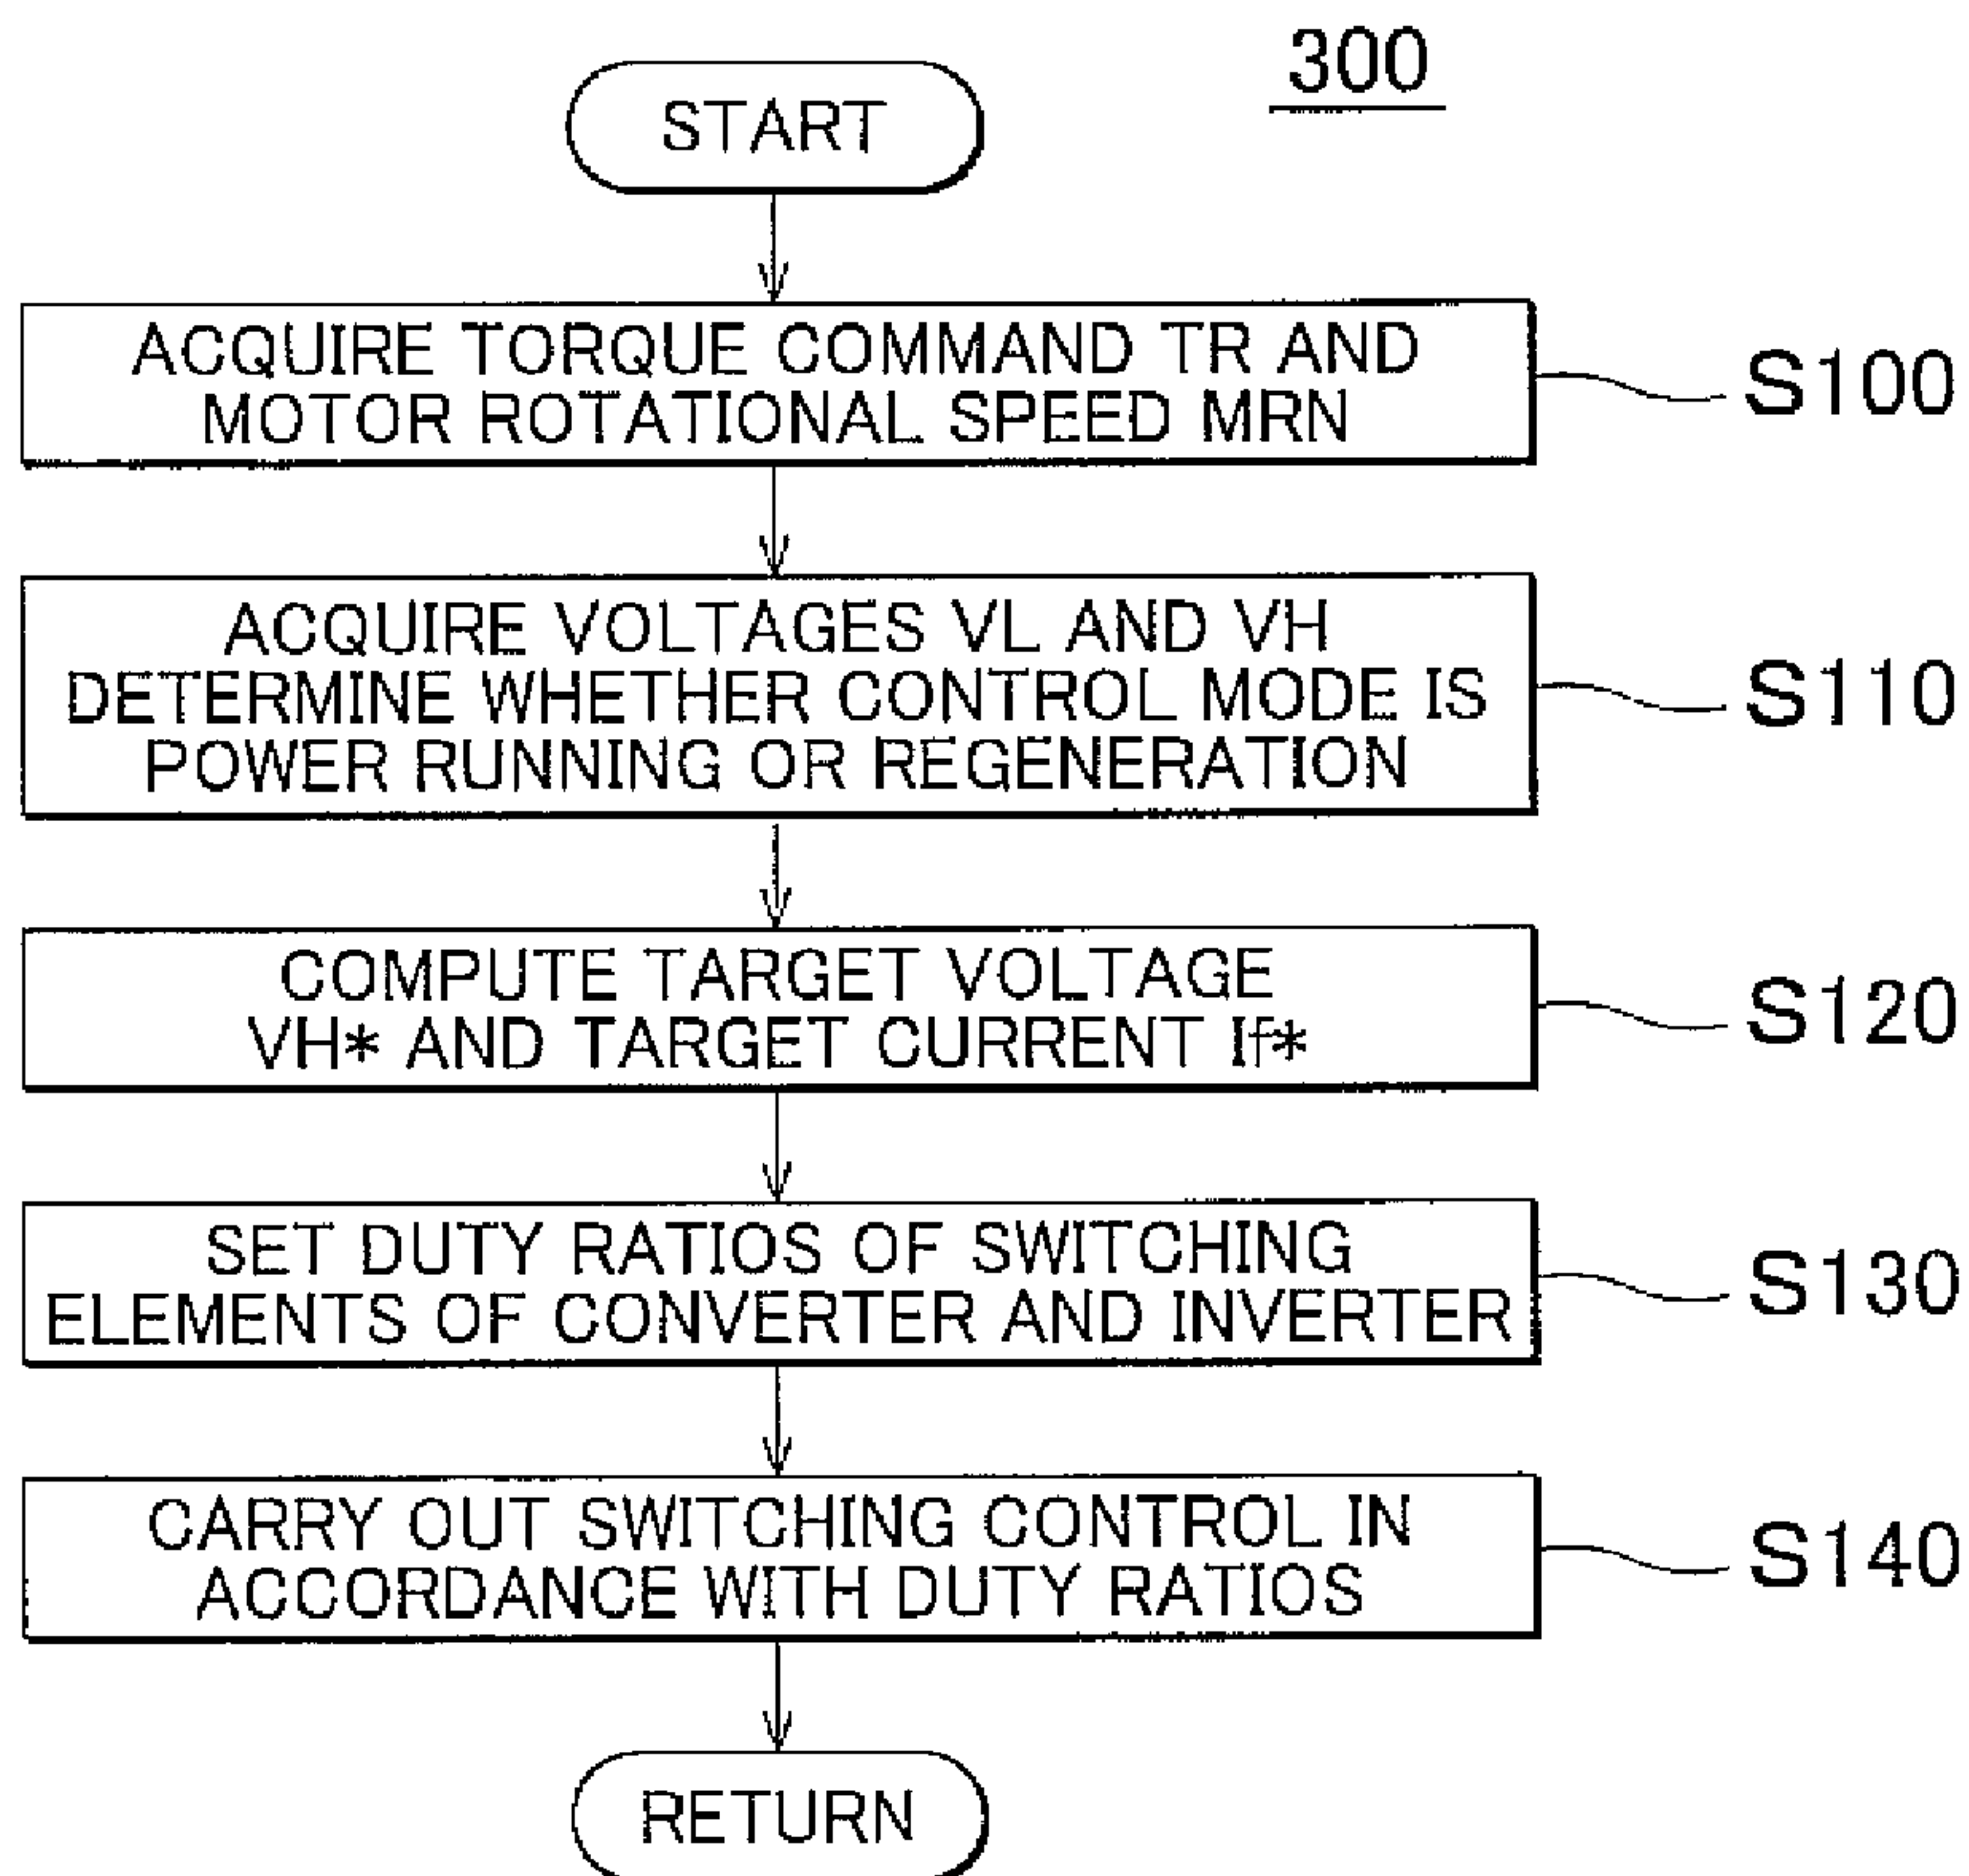 300
START
ACQUIRE TORQUE COMMAND TR AND
MOTOR ROTATIONAL SPEED MRN
S100
ACQUIRE VOLTAGES VL AND VH
DETERMINE WHETHER CONTROL MODE IS
POWER RUNNING OR REGENERATION
S110
COMPUTE TARGET VOLTAGE
VH* AND TARGET CURRENT If*
S120
SET DUTY RATIOS OF SWITCHING
ELEMENTS OF CONVERTER AND INVERTER
S130
CARRY OUT SWITCHING CONTROL IN
ACCORDANCE WITH DUTY RATIOS
S140
RETURN